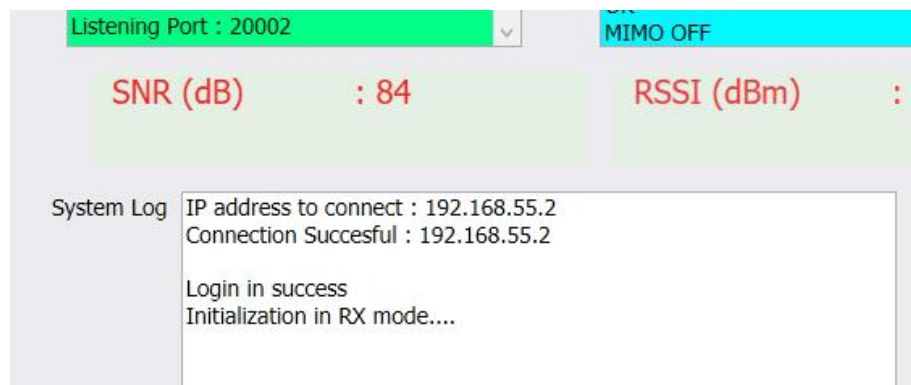 Listening Port : 20002
MIMO OFF
SNR (dB) : 84
RSSI (dBm) :
System Log
IP address to connect : 192.168.55.2
Connection Succesful : 192.168.55.2
Login in success
Initialization in RX mode....